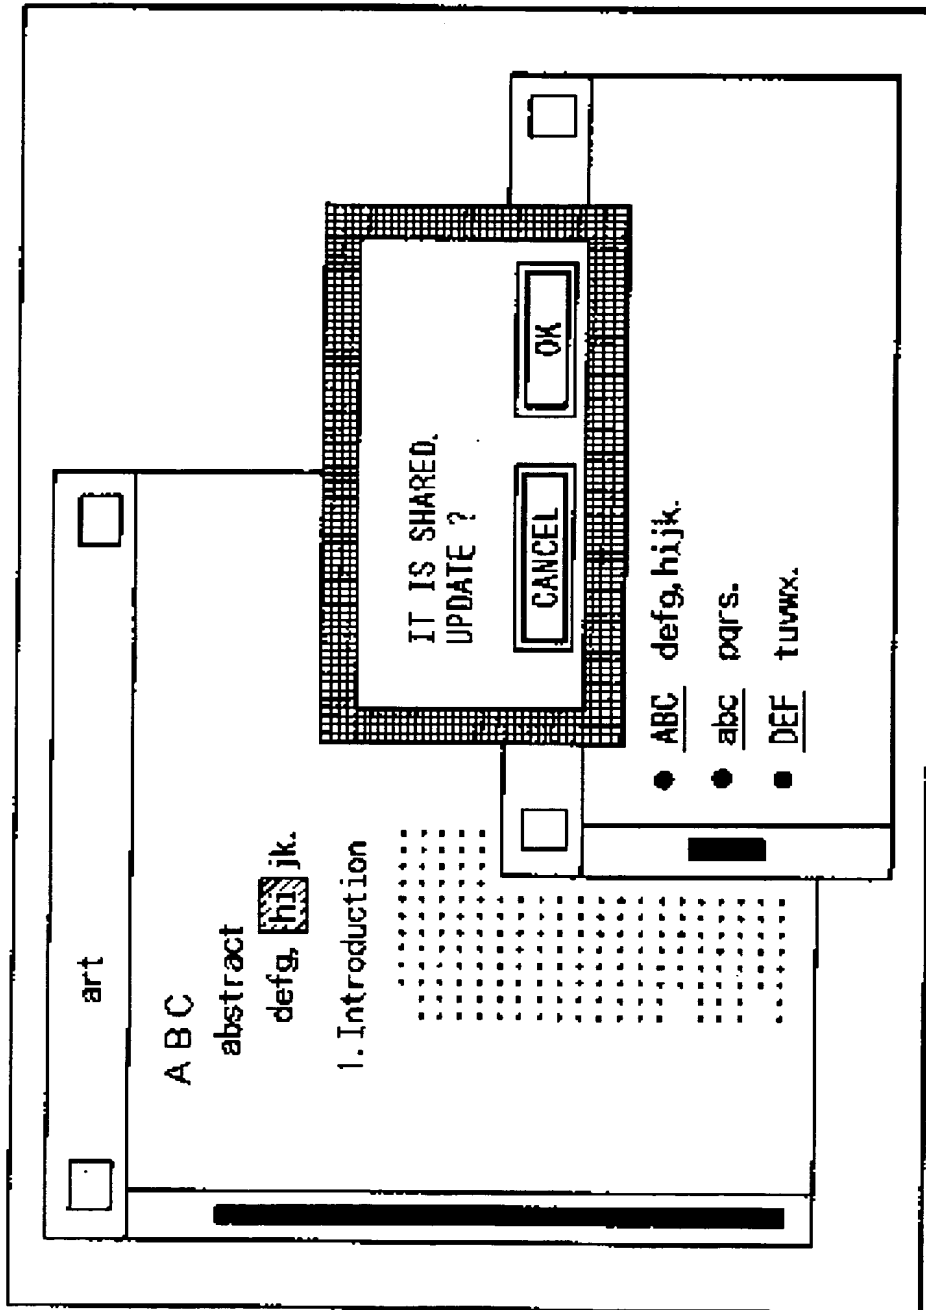 art
A B C
abstract
defg, hi jk.
1. Introduction
IT IS SHARED.
UPDATE ?
CANCEL
OK
● ABC defg, hijk.
● abc pqrs.
● DEF tuvwx.